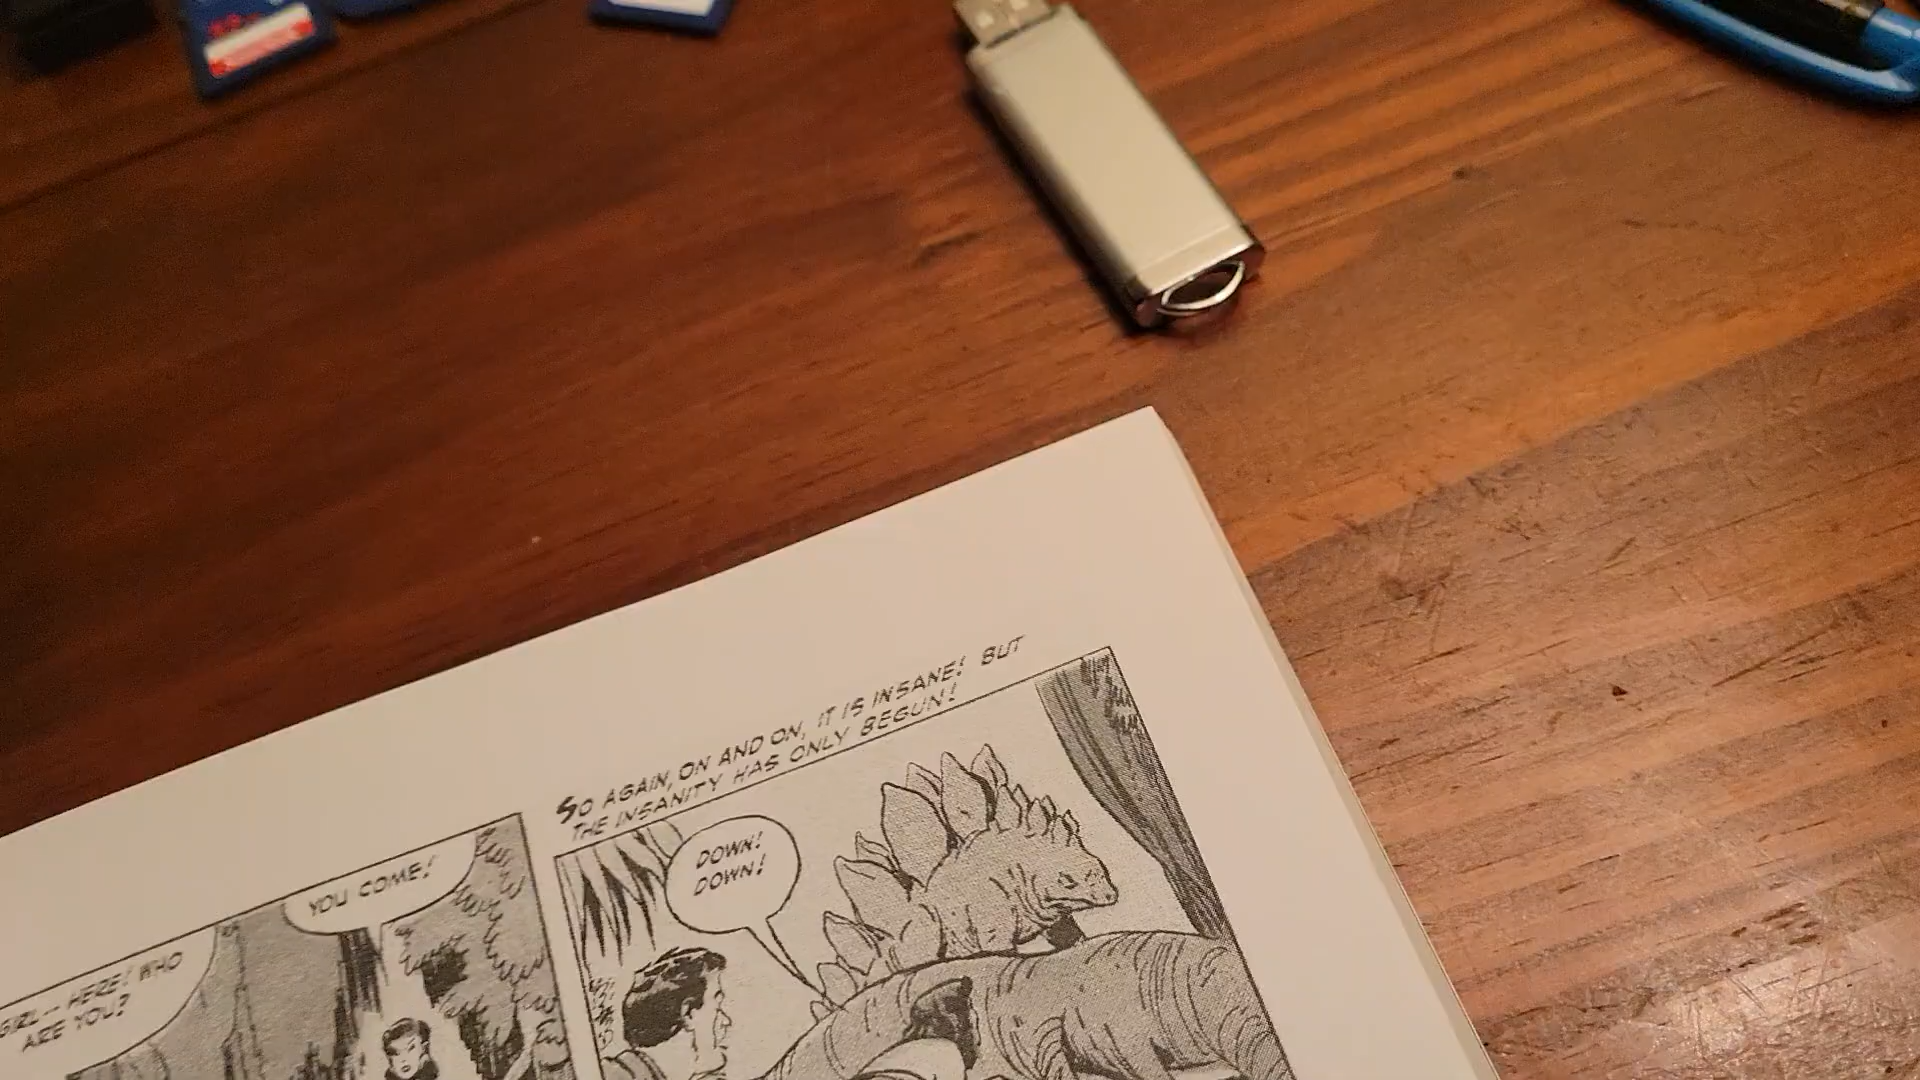 GIRL -- HERE! WHO
ARE YOU?
YOU COME!
SO AGAIN, ON AND ON, IT IS INSANE! BUT
THE INSANITY HAS ONLY BEGUN!
DOWN!
DOWN!